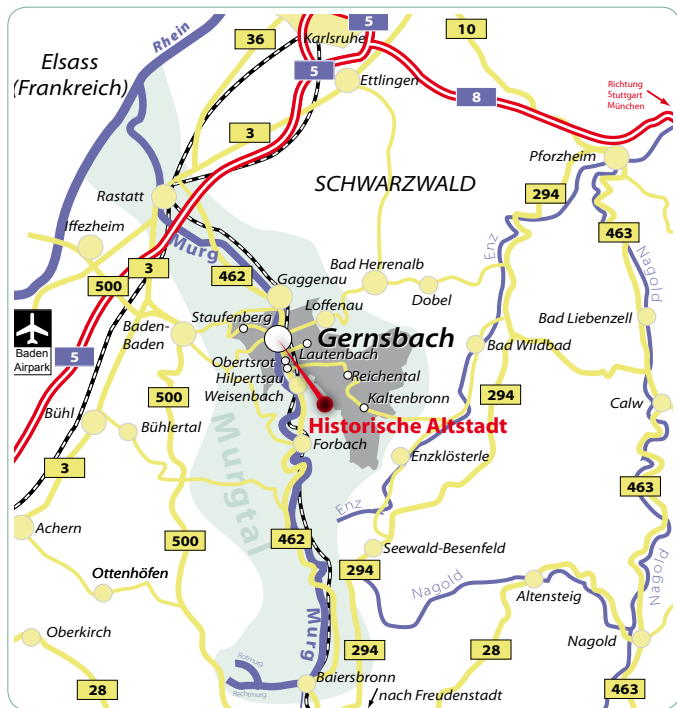 5
10
36
Karlsruhe
Rhein
Elsass
(Frankreich)
5
Ettlingen
8
Richtung
Stuttgart
München
3
Pforzheim
SCHWARZWALD
294
Rastatt
463
Iffezheim
Murg
Enz
Nagold
3
462
Bad Herrenalb
500
Gaggenau
Loffenau
Dobel
Staufenberg
Bad Liebenzell
Baden-
Baden
Gernsbach
Baden
Airpark
5
Lautenbach
Bad Wildbad
Obertsrot
Hilpertsau
Reichental
Weisenbach
294
500
Kaltenbronn
Calw
Bühl
Bühlertal
Historische Altstadt
Murgtal
Forbach
3
Enzklösterle
463
Enz
Achern
500
462
Seewald-Besenfeld
Ottenhöfen
294
Nagold
Altensteig
Nagold
Oberkirch
Murg
Nagold
294
28
Rotmurg
Rechtmurg
Baiersbronn
28
nach Freudenstadt
463